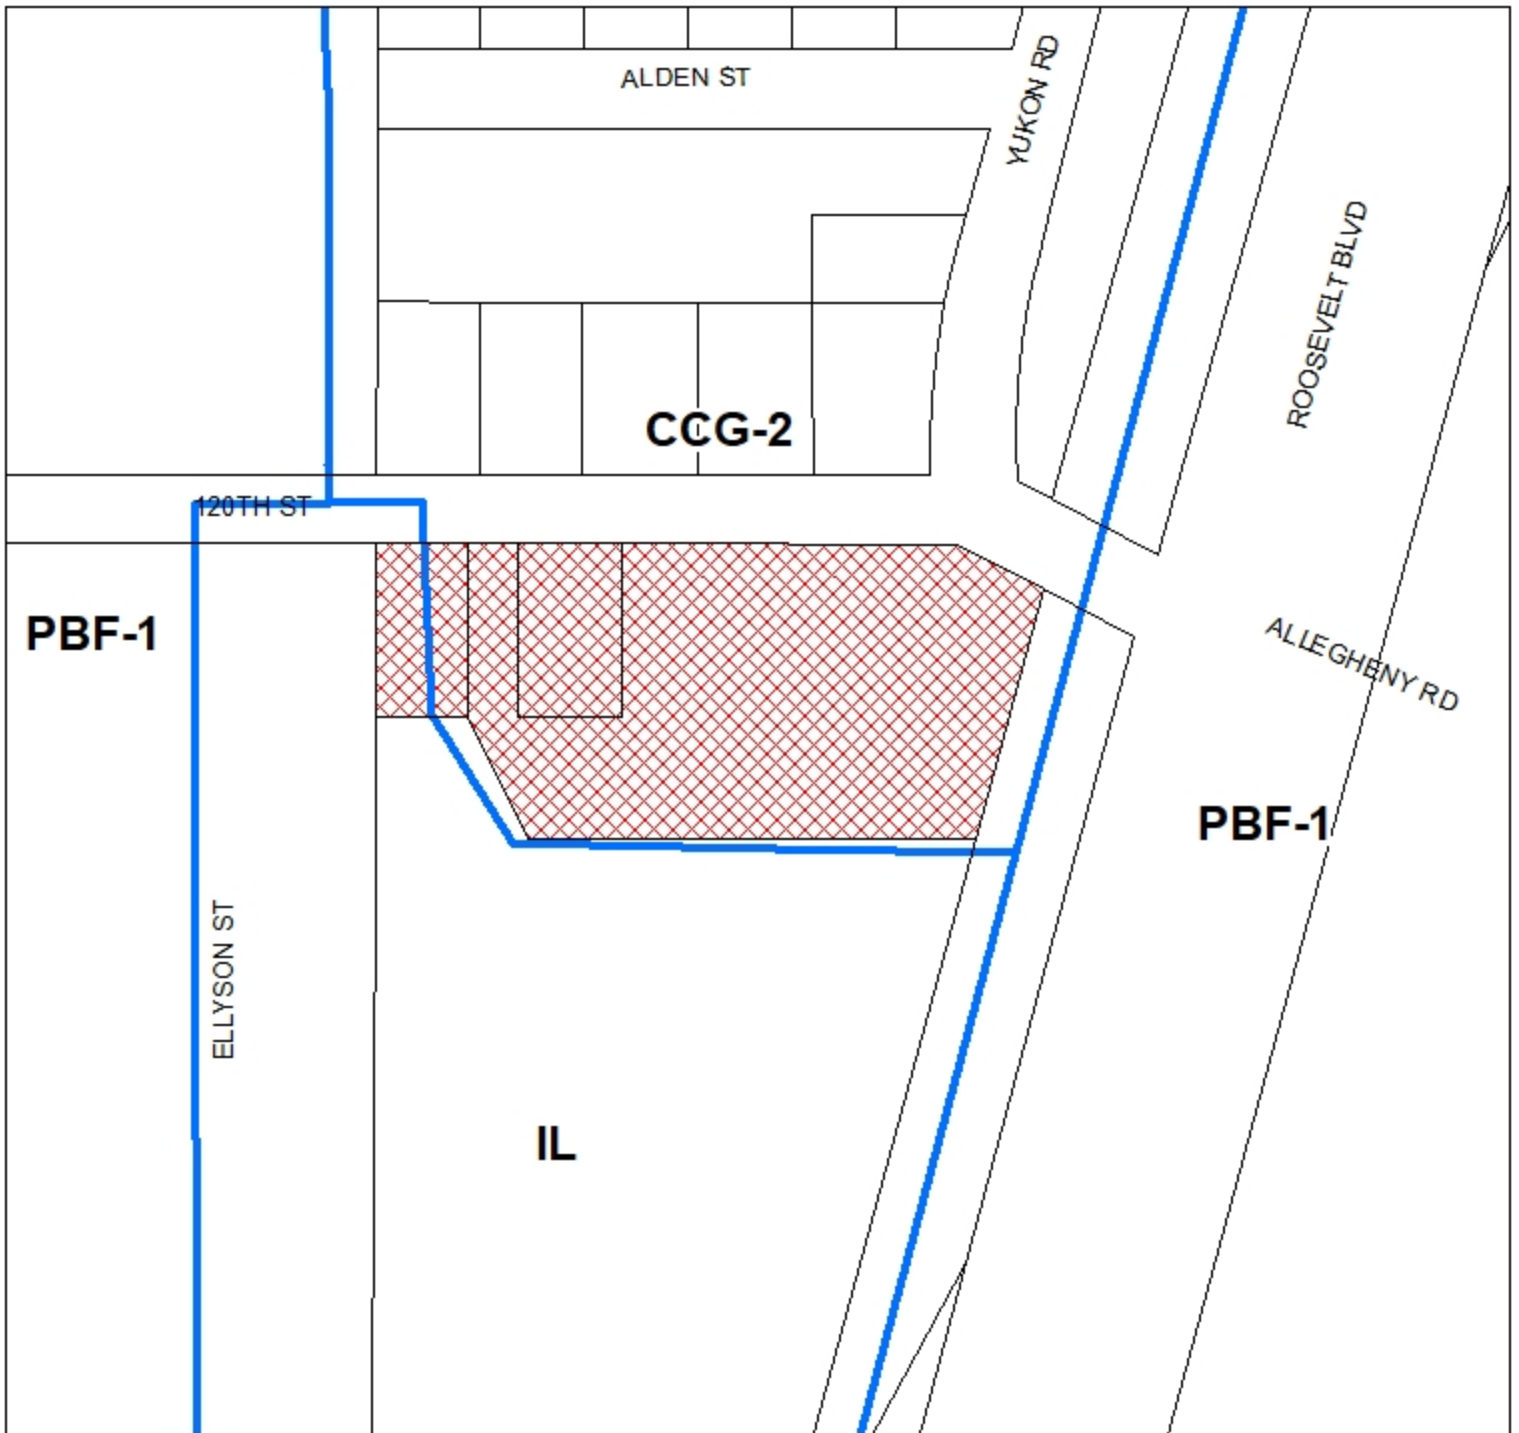 ALDEN ST
YUKON RD
ROOSEVELT BLVD
CCG-2
120TH ST
PBF-1
ALLEGHENY RD
PBF-1
ELLYSON ST
IL